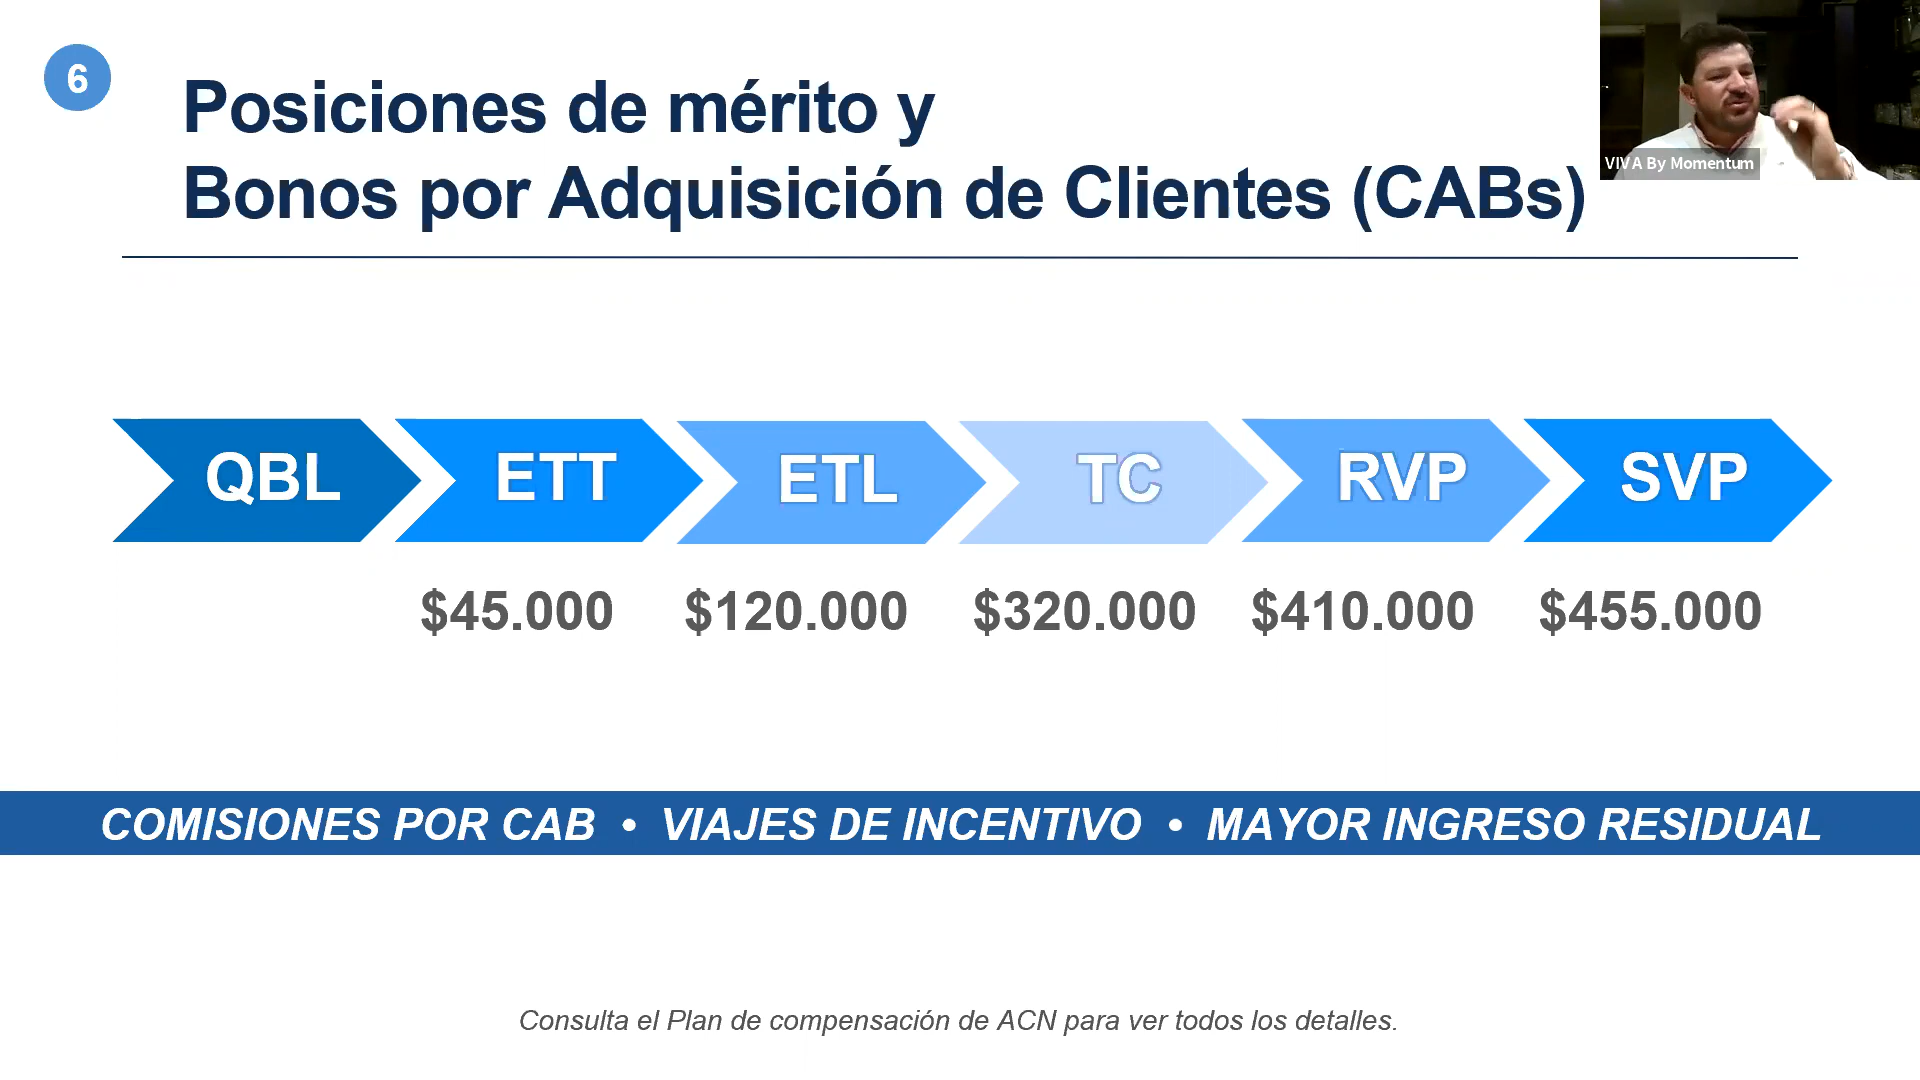 6
Posiciones de mérito y
Bonos por Adquisición de Clientes (CABs)
VIVA By Momentum
QBL ETT ETL TC RVP SVP
$45.000 $120.000 $320.000 $410.000 $455.000
COMISIONES POR CAB • VIAJES DE INCENTIVO • MAYOR INGRESO RESIDUAL
Consulta el Plan de compensación de ACN para ver todos los detalles.